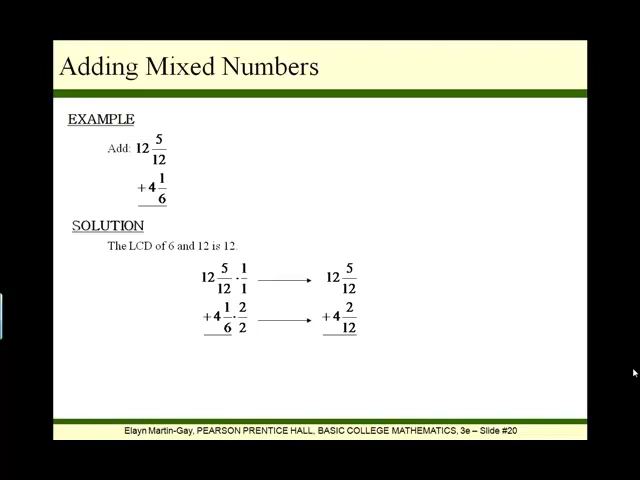 Adding Mixed Numbers
EXAMPLE
Add: 12 5/12
+ 4 1/6
SOLUTION
The LCD of 6 and 12 is 12.
12 5/12 · 1/1 → 12 5/12
+ 4 1/6 · 2/2 → + 4 2/12
Elayn Martin-Gay, PEARSON PRENTICE HALL, BASIC COLLEGE MATHEMATICS, 3e – Slide #20